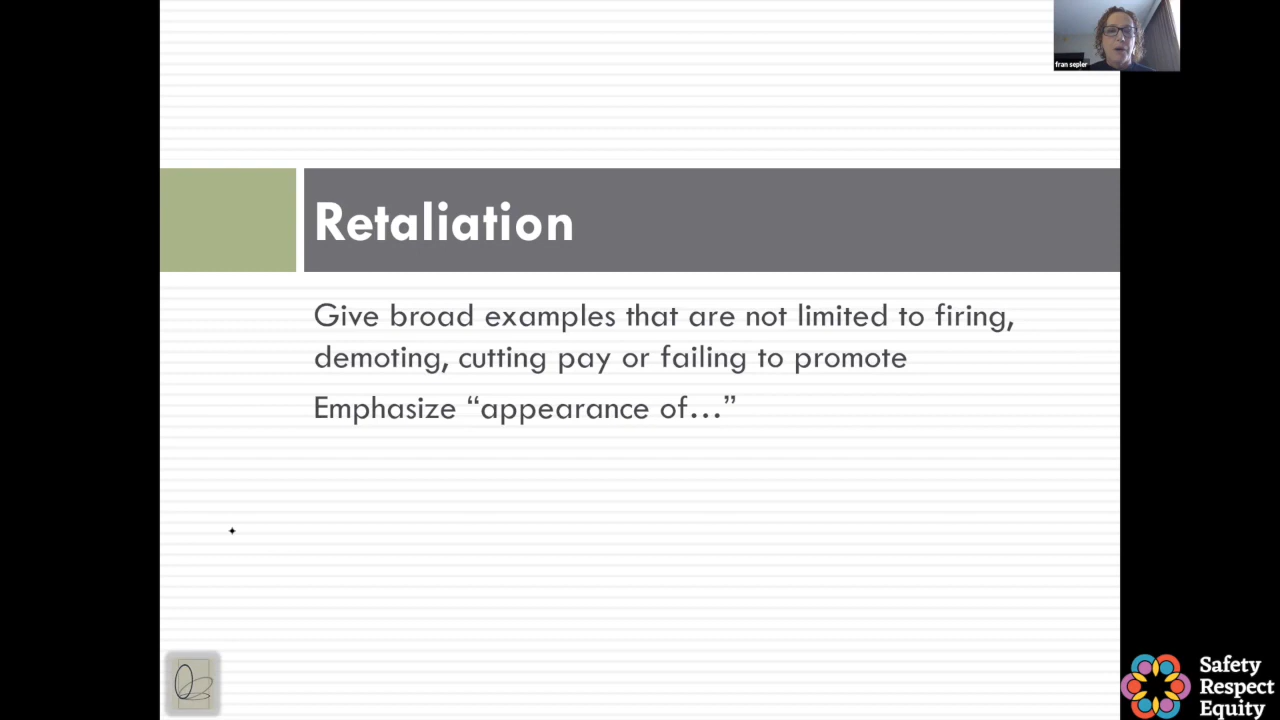 fran sepler
Retaliation
Give broad examples that are not limited to firing,
demoting, cutting pay or failing to promote
Emphasize “appearance of...”
Safety
Respect
Equity